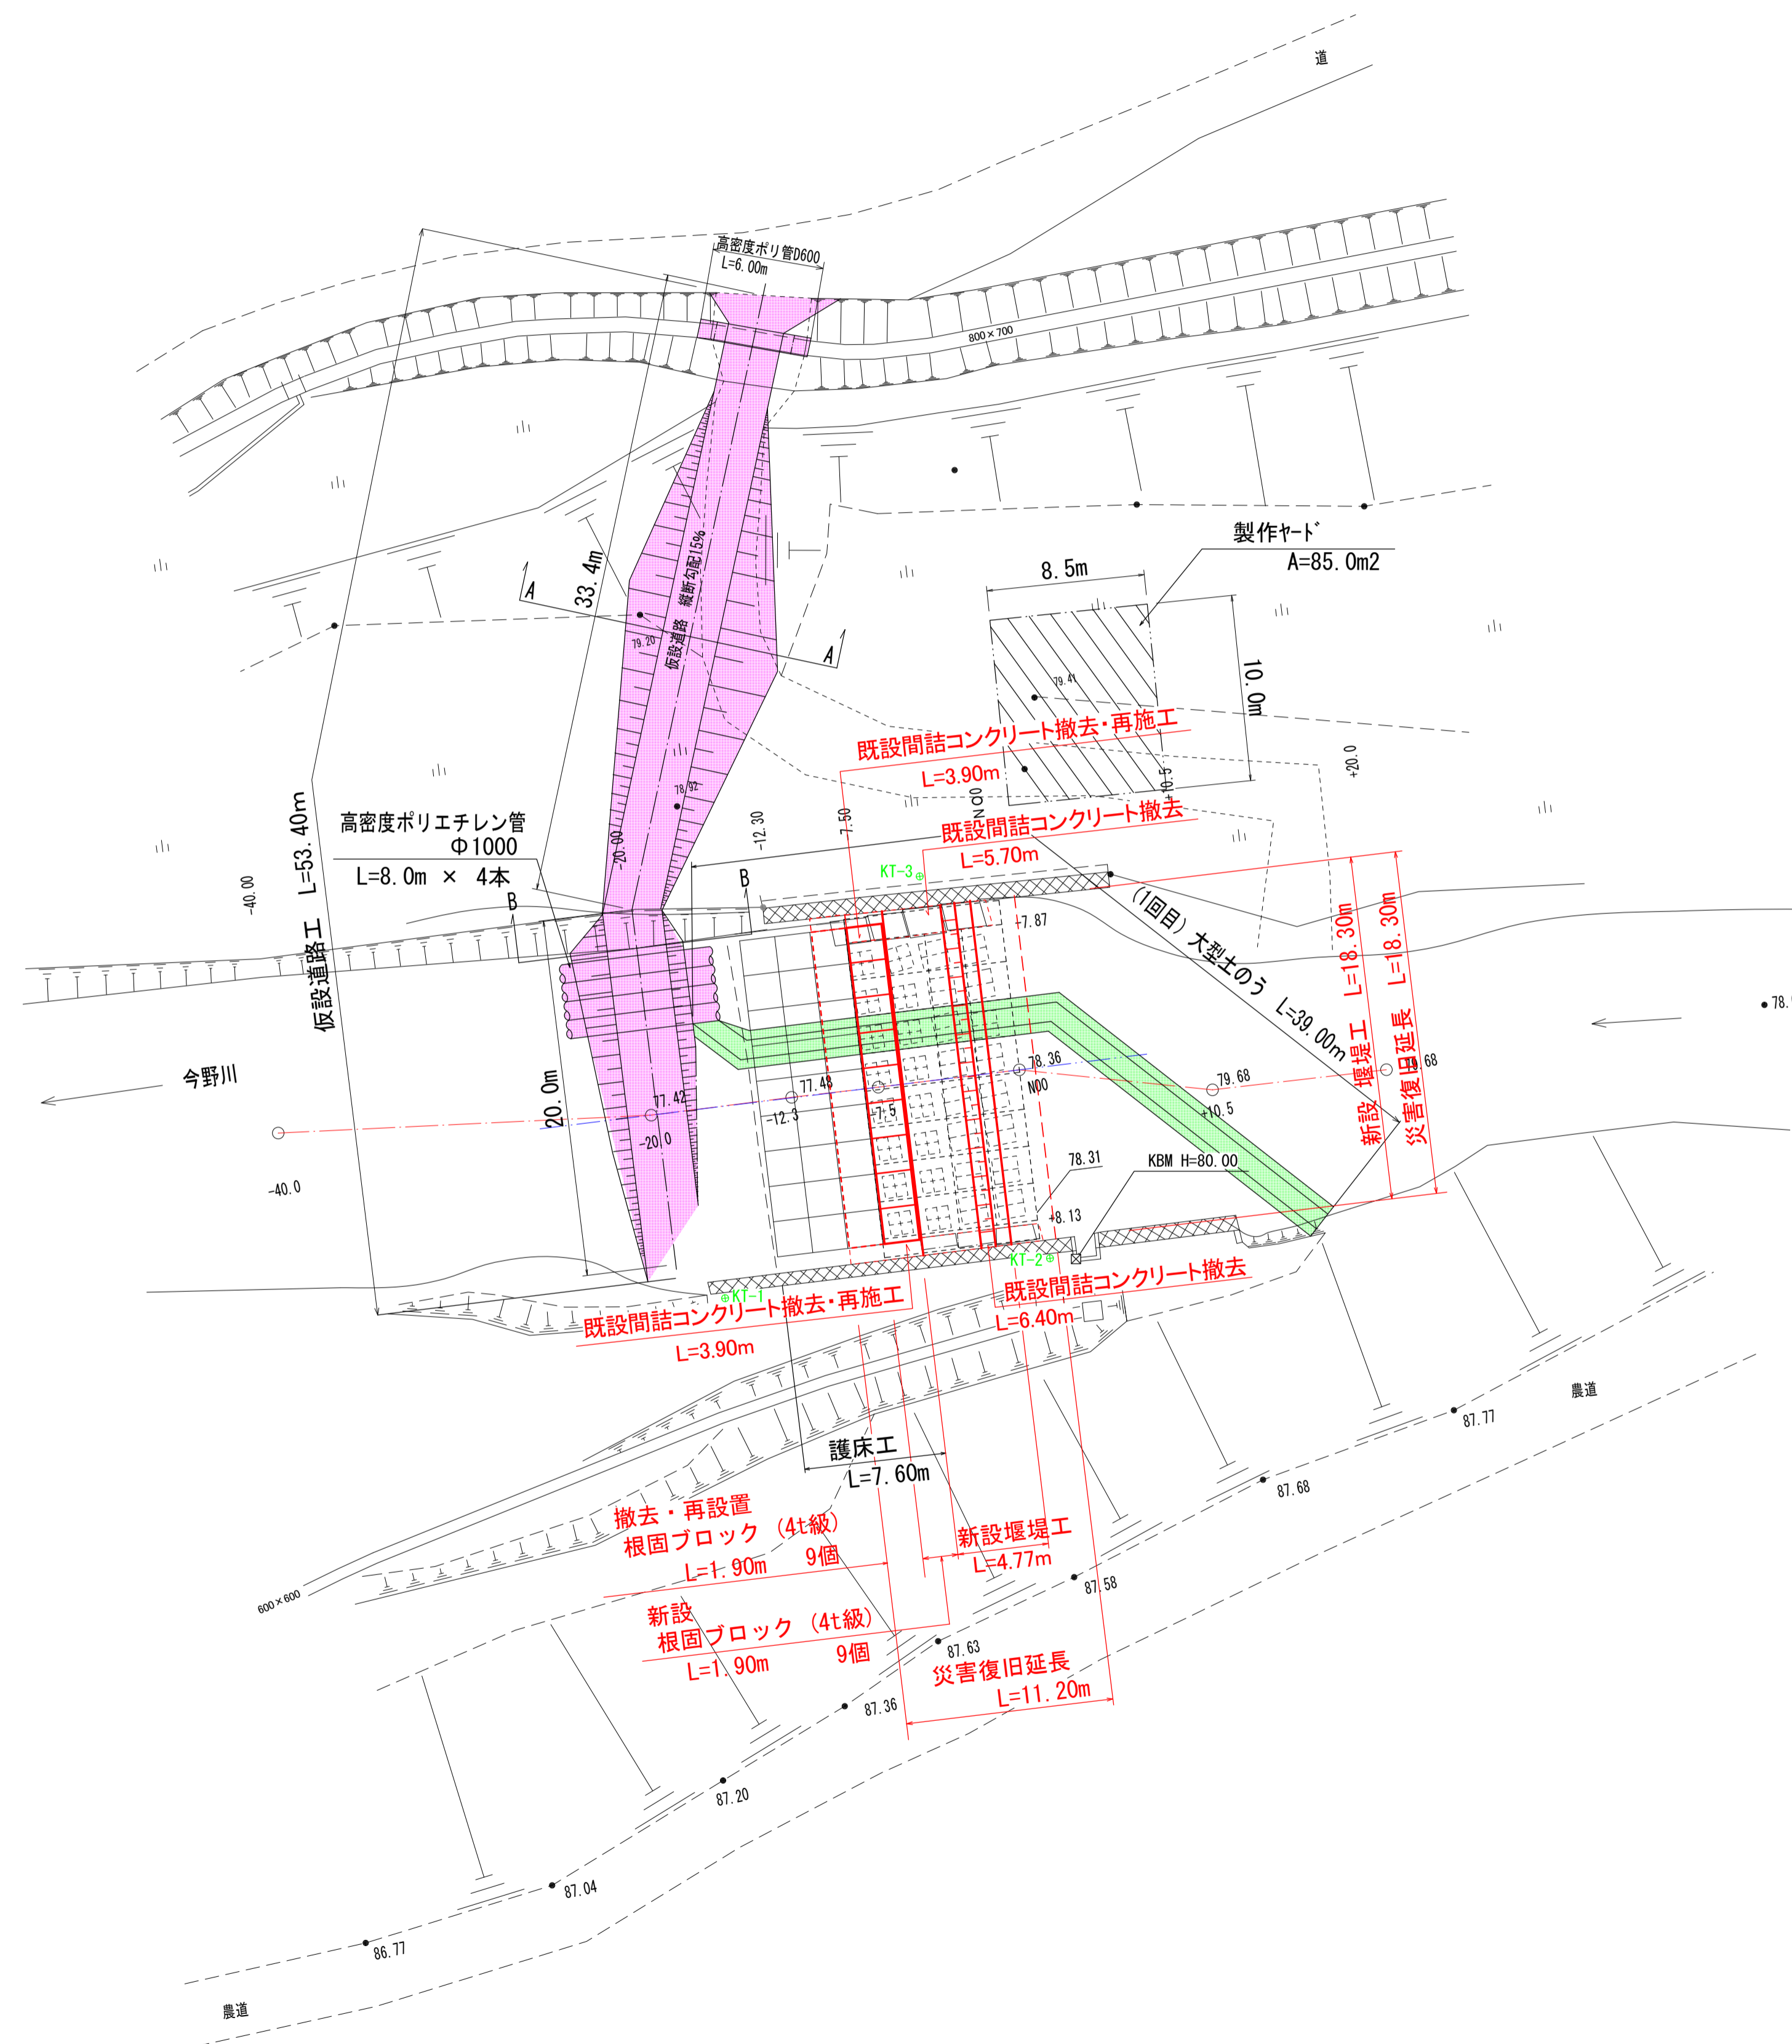 道
高密度ポリ管D600
L=6.00m
800×700
製作ﾔｰﾄﾞ
A=85.0m2
8.5m
10.0m
33.4m
A
A
79.20
仮設道路 縦断勾配15%
79.41
既設間詰コンクリート撤去・再施工
L=3.90m
+20.0
+10.5
NO0
78.92
高密度ポリエチレン管
Φ1000
L=8.0m × 4本
-20.00
-12.30
7.50
既設間詰コンクリート撤去
L=5.70m
KT-3
-40.00
仮設道路工 L=53.40m
B
B
(1回目)大型土のう L=39.00m
新設 堰堤工 L=18.30m
災害復旧延長 L=18.30m
-7.87
今野川
20.0m
77.42
-20.0
77.48
-12.3
-7.5
78.36
NO0
79.68
+10.5
-40.0
78.31
KBM H=80.00
+8.13
KT-2
KT-1
既設間詰コンクリート撤去・再施工
L=3.90m
既設間詰コンクリート撤去
L=6.40m
護床工
L=7.60m
農道
87.77
87.68
撤去・再設置
根固ブロック (4t級)
L=1.90m 9個
新設堰堤工
L=4.77m
87.58
600×600
新設
根固ブロック (4t級)
L=1.90m 9個
87.63
災害復旧延長
L=11.20m
87.36
87.20
87.04
86.77
農道